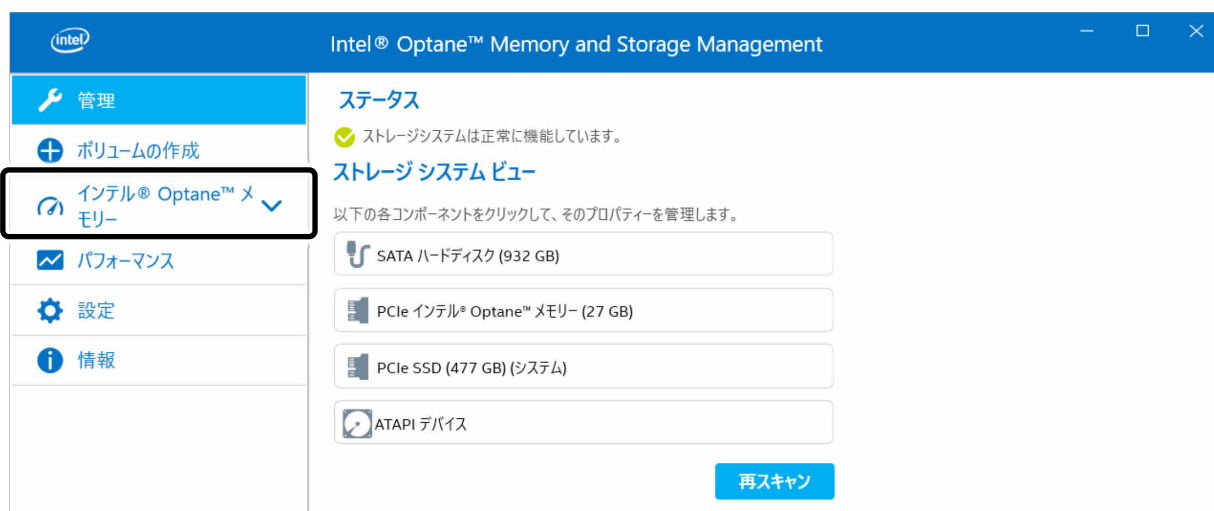 intel
Intel® Optane™ Memory and Storage Management
管理
ボリュームの作成
インテル® Optane™ メ
モリー
パフォーマンス
設定
情報
ステータス
ストレージシステムは正常に機能しています。
ストレージ システム ビュー
以下の各コンポーネントをクリックして、そのプロパティーを管理します。
SATA ハードディスク (932 GB)
PCIe インテル® Optane™ メモリー (27 GB)
PCIe SSD (477 GB) (システム)
ATAPI デバイス
再スキャン